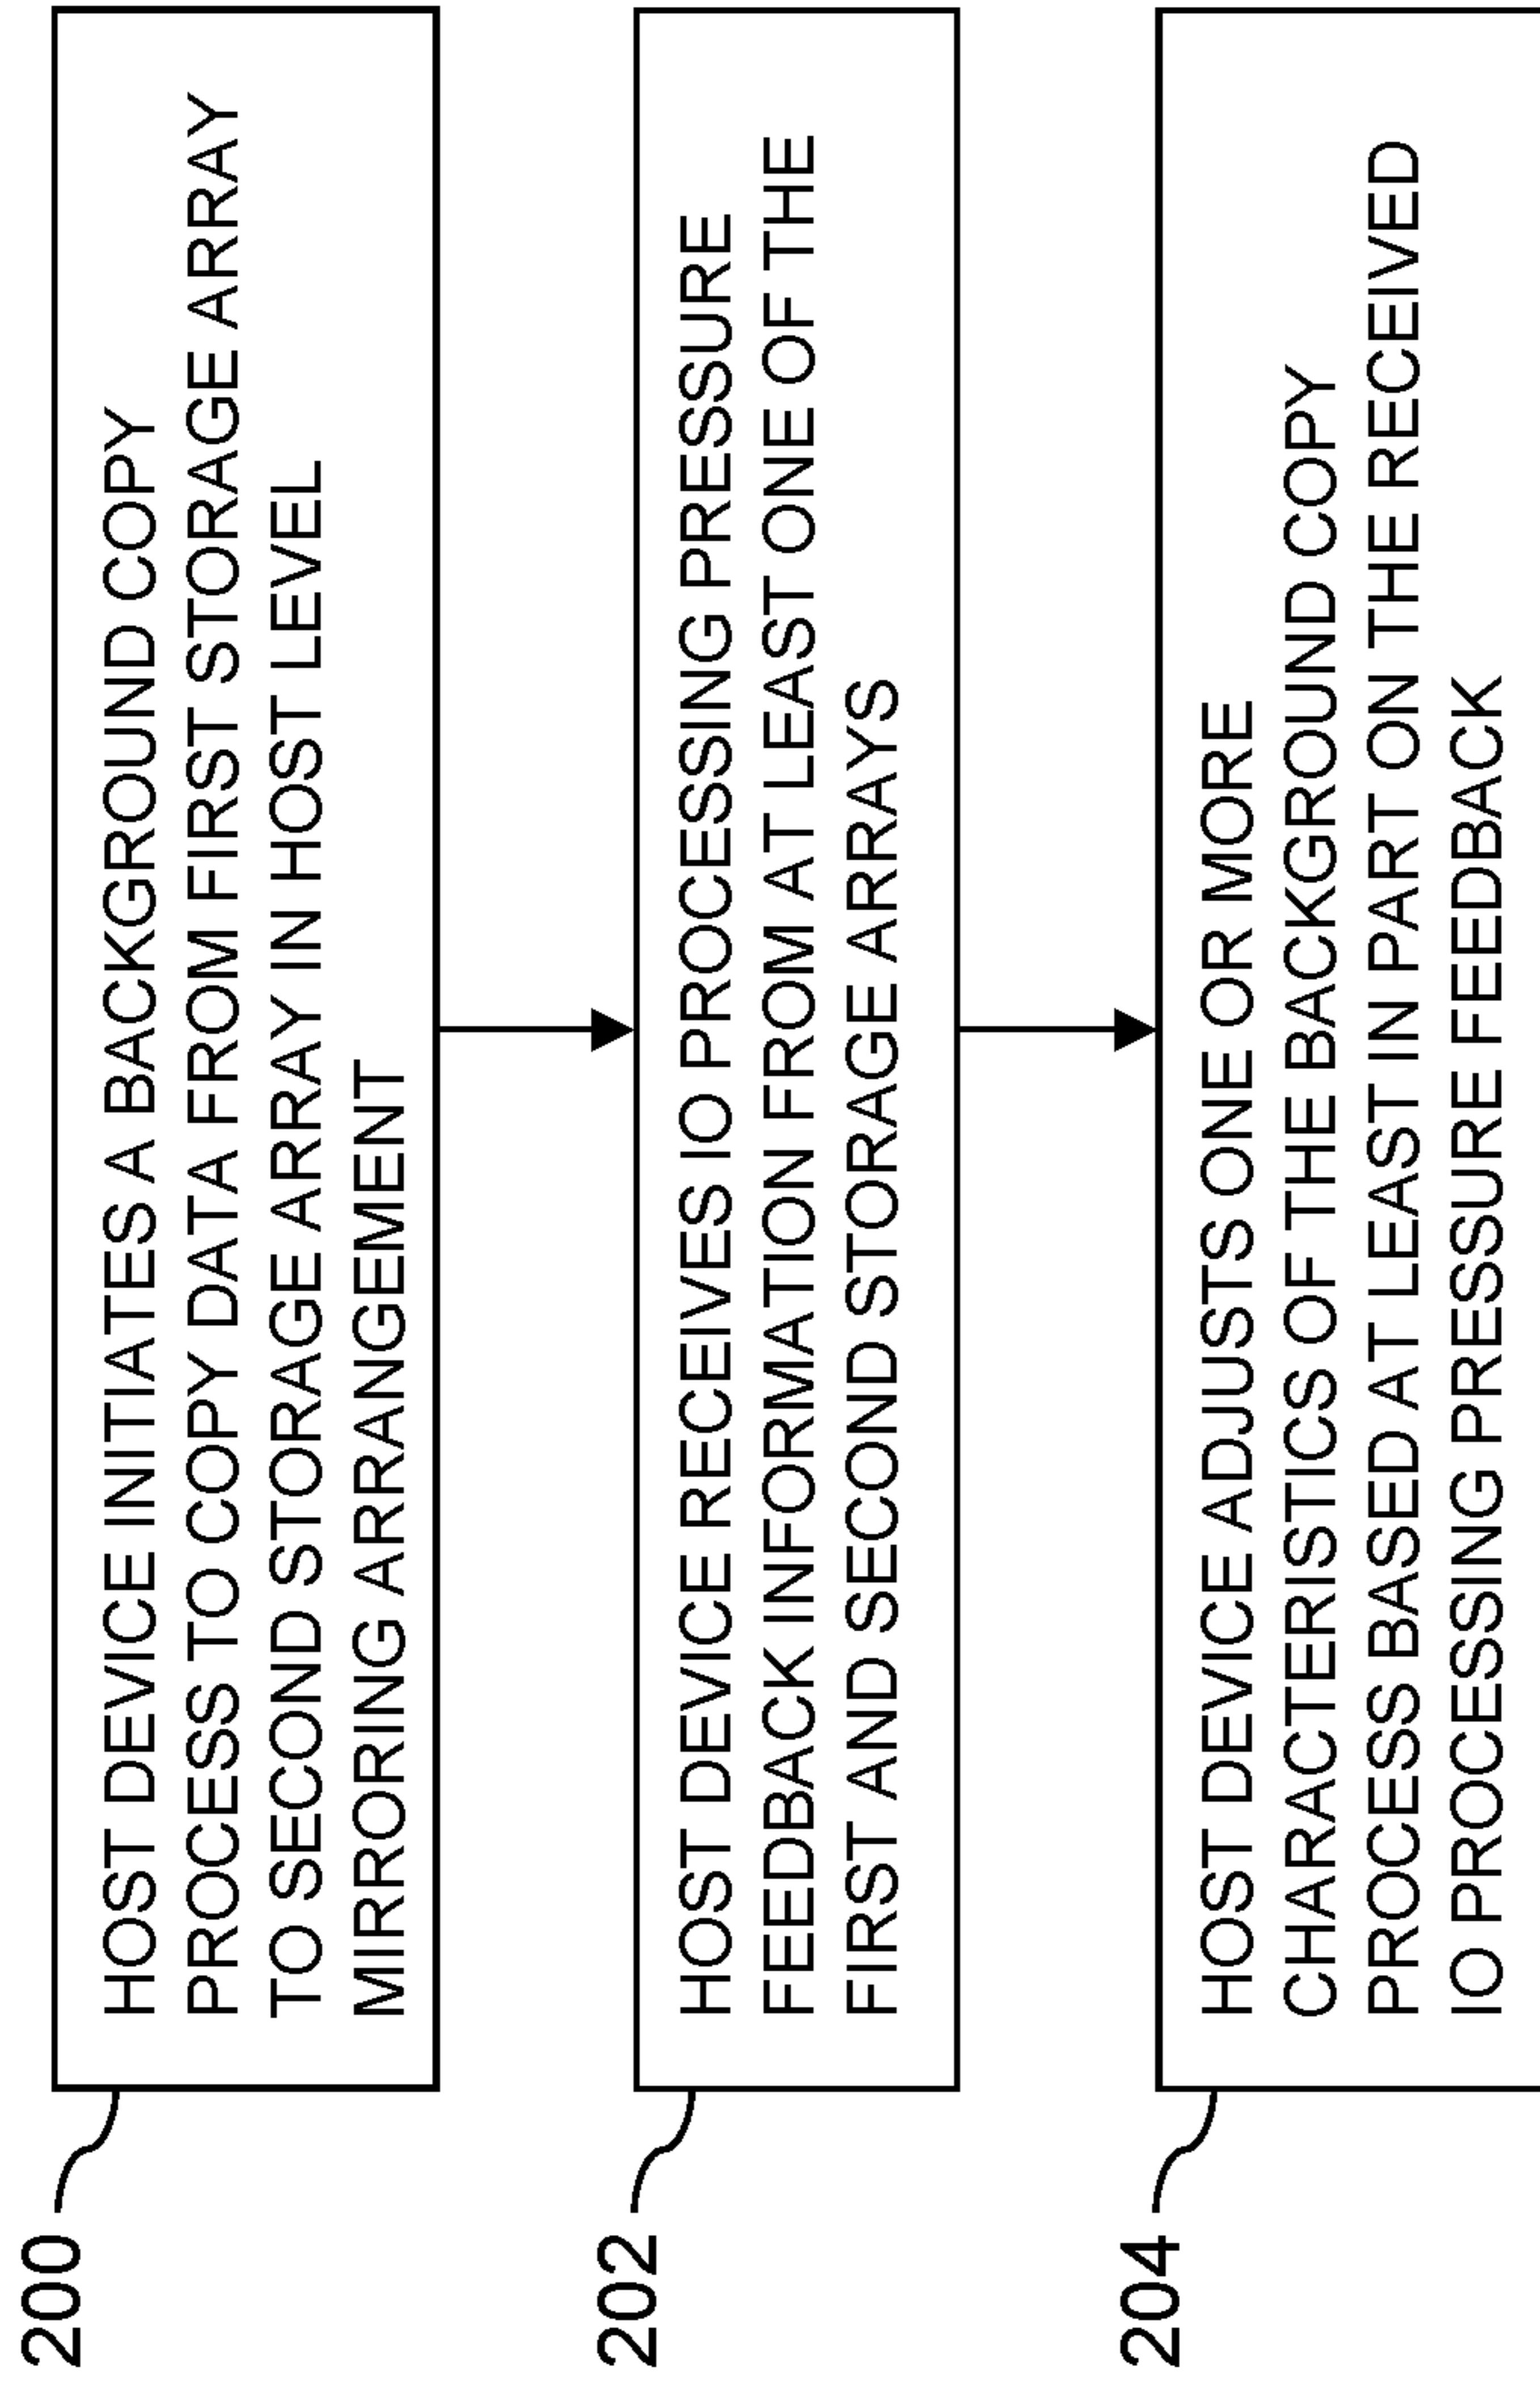 200
HOST DEVICE INITIATES A BACKGROUND COPY
PROCESS TO COPY DATA FROM FIRST STORAGE ARRAY
TO SECOND STORAGE ARRAY IN HOST LEVEL
MIRRORING ARRANGEMENT
202
HOST DEVICE RECEIVES IO PROCESSING PRESSURE
FEEDBACK INFORMATION FROM AT LEAST ONE OF THE
FIRST AND SECOND STORAGE ARRAYS
204
HOST DEVICE ADJUSTS ONE OR MORE
CHARACTERISTICS OF THE BACKGROUND COPY
PROCESS BASED AT LEAST IN PART ON THE RECEIVED
IO PROCESSING PRESSURE FEEDBACK